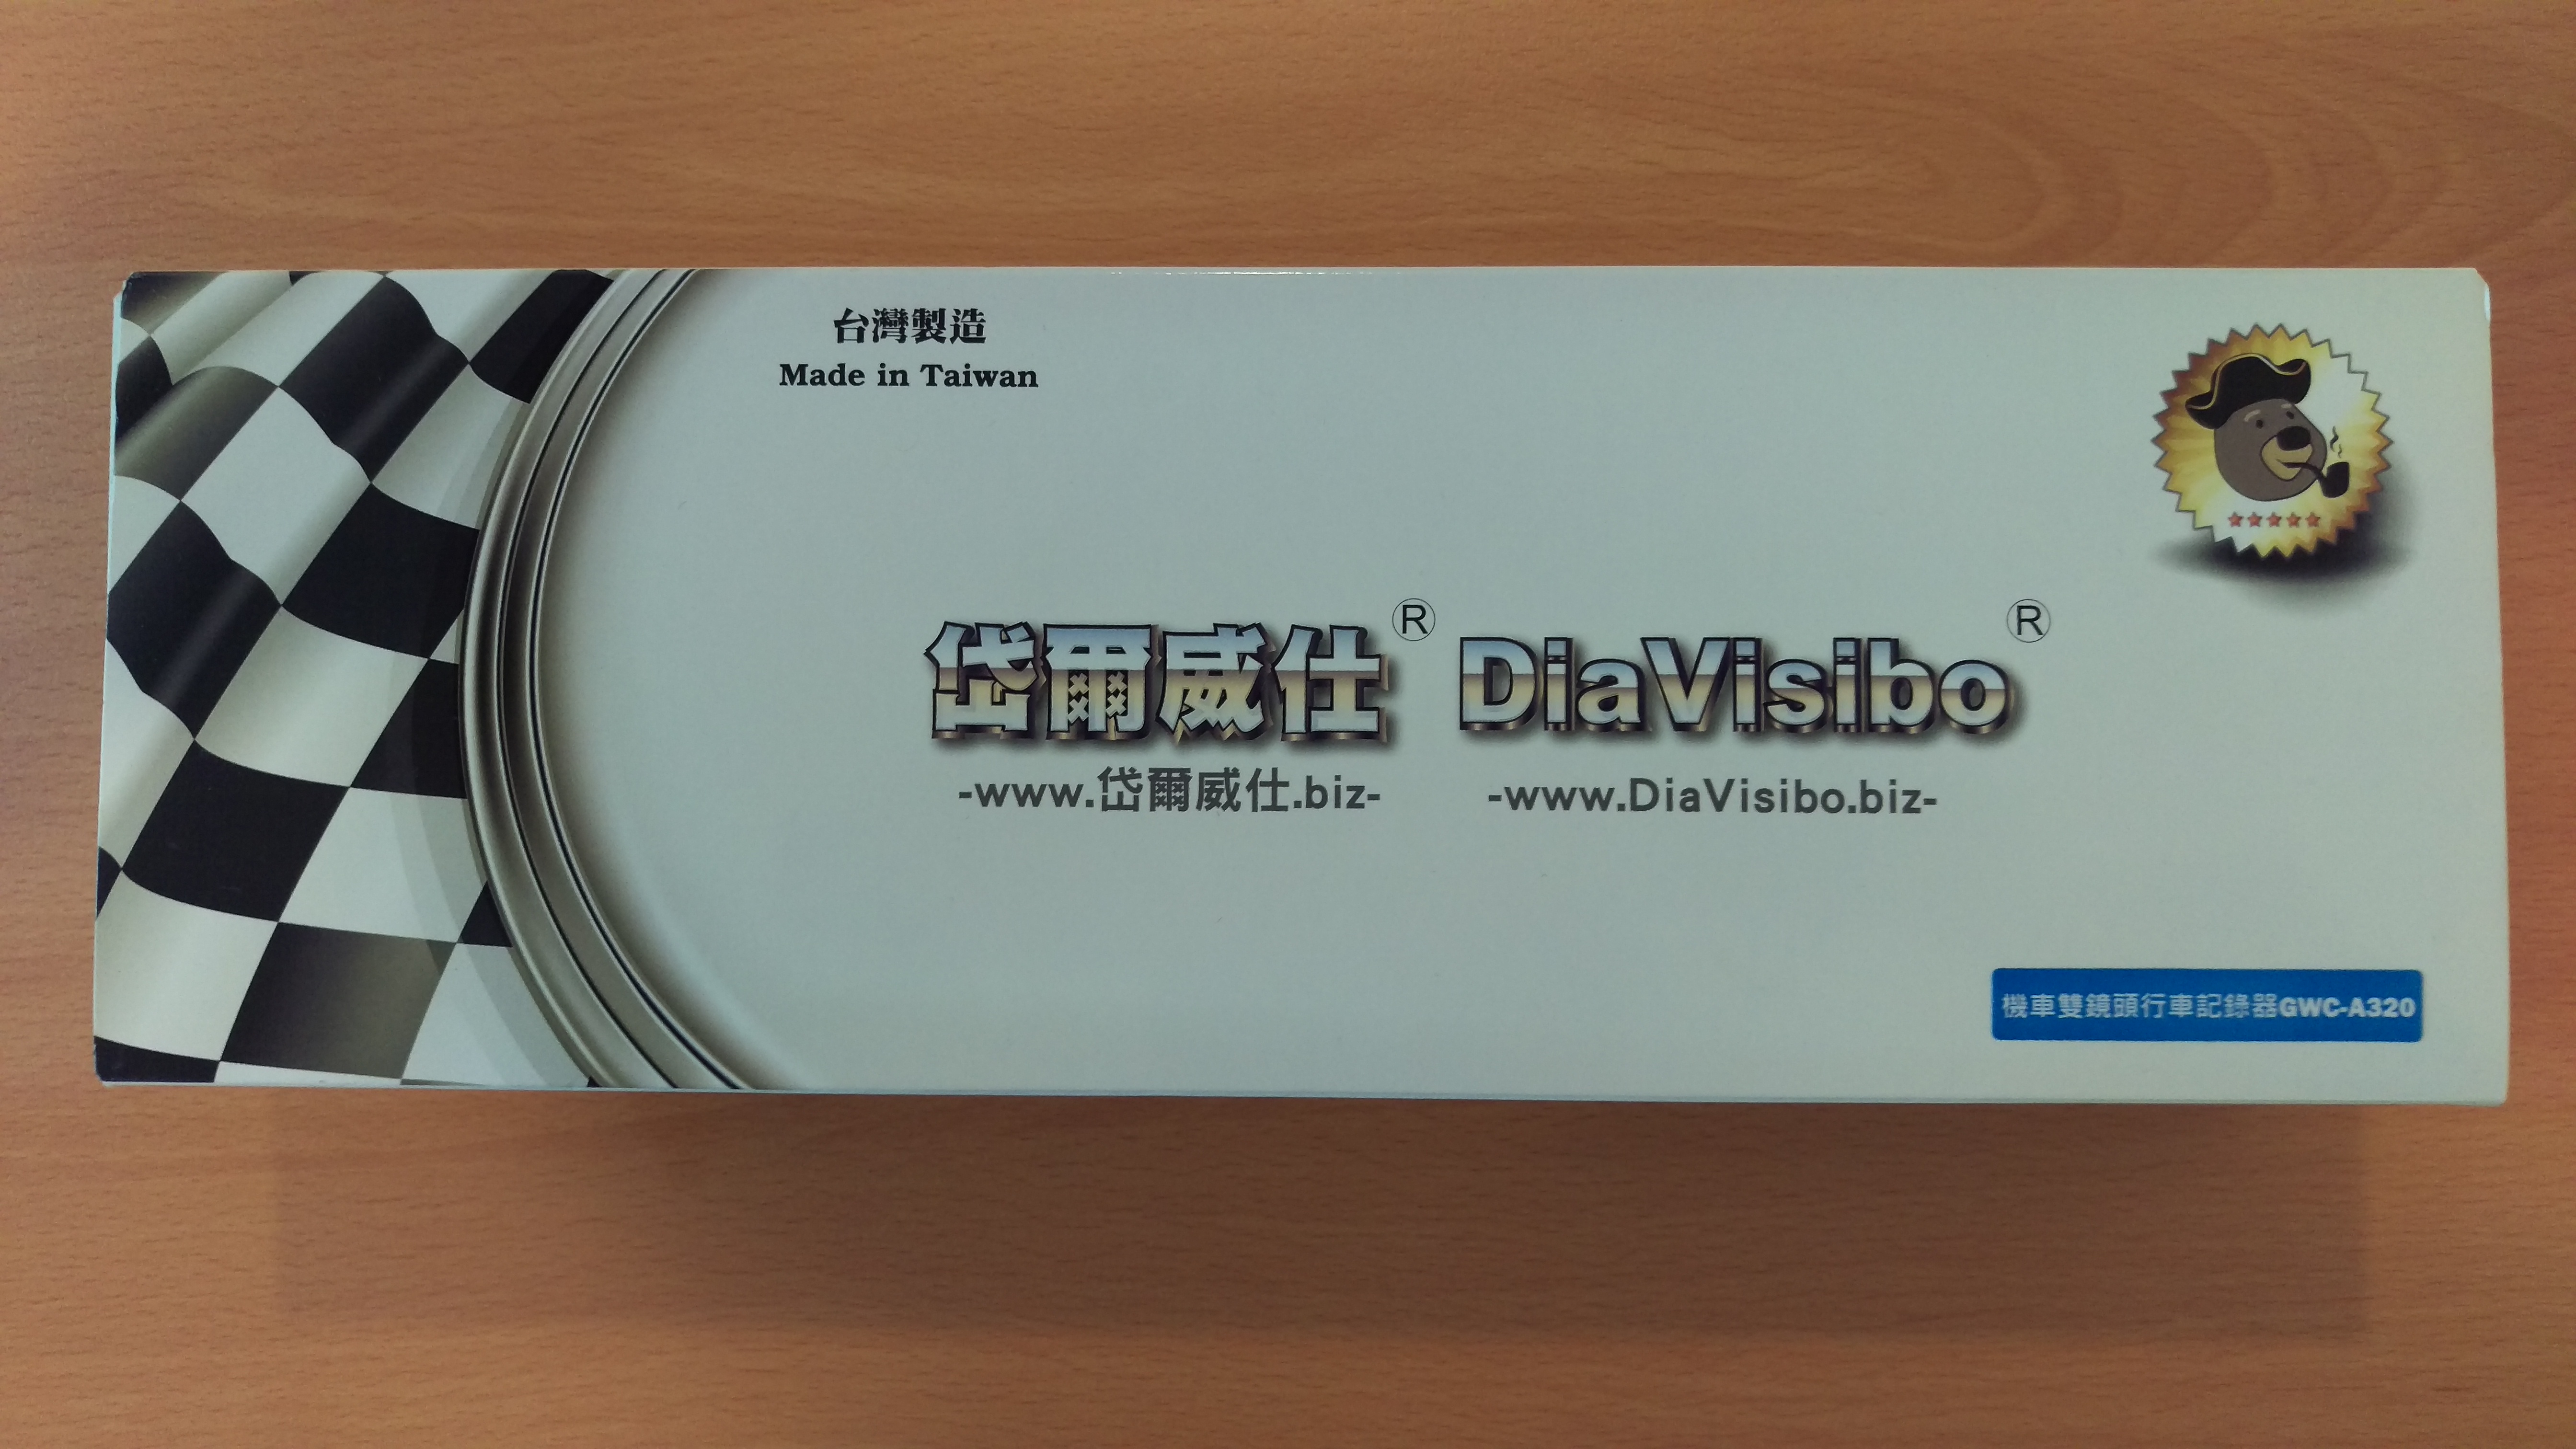 台灣製造
Made in Taiwan
岱爾威仕® DiaVisibo®
-www.岱爾威仕.biz- -www.DiaVisibo.biz-
機車雙鏡頭行車記錄器GWC-A320